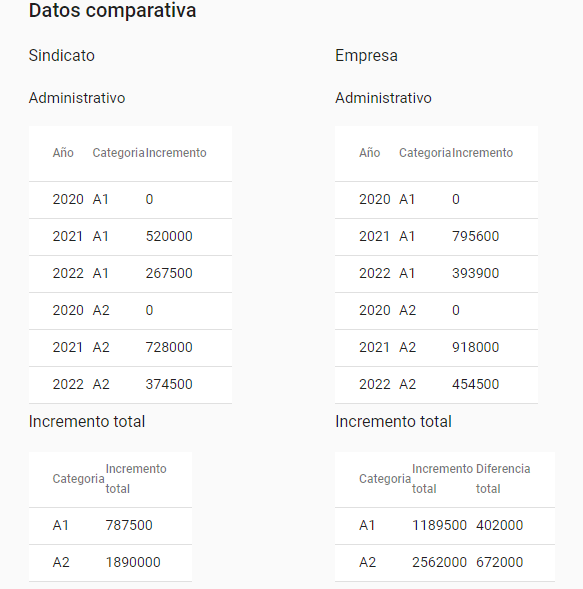 Datos comparativa
Sindicato
Administrativo
Año Categoria Incremento
2020 A1 0
2021 A1 520000
2022 A1 267500
2020 A2 0
2021 A2 728000
2022 A2 374500
Incremento total
Categoria Incremento total
A1 787500
A2 1890000
Empresa
Administrativo
Año Categoria Incremento
2020 A1 0
2021 A1 795600
2022 A1 393900
2020 A2 0
2021 A2 918000
2022 A2 454500
Incremento total
Categoria Incremento total Diferencia total
A1 1189500 402000
A2 2562000 672000